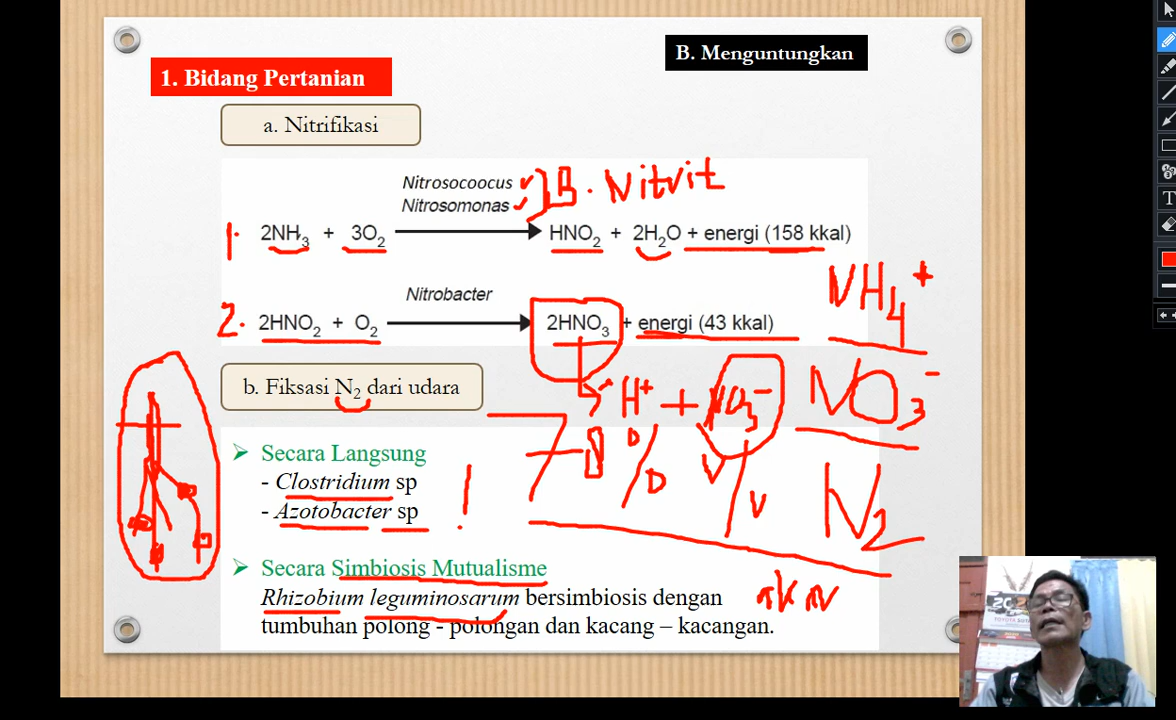 B. Menguntungkan
1. Bidang Pertanian
a. Nitrifikasi
Nitrosocoocus
Nitrosomonas
B. Nitrit
1. 2NH3 + 3O2 HNO2 + 2H2O + energi (158 kkal)
NH4+
Nitrobacter
2. 2HNO2 + O2 2HNO3 + energi (43 kkal)
b. Fiksasi N2 dari udara
H+ + NO3-
NO3-
78 % V/V
N2
➢ Secara Langsung
- Clostridium sp
- Azotobacter sp !
➢ Secara Simbiosis Mutualisme
Rhizobium leguminosarum bersimbiosis dengan
tumbuhan polong - polongan dan kacang – kacangan.